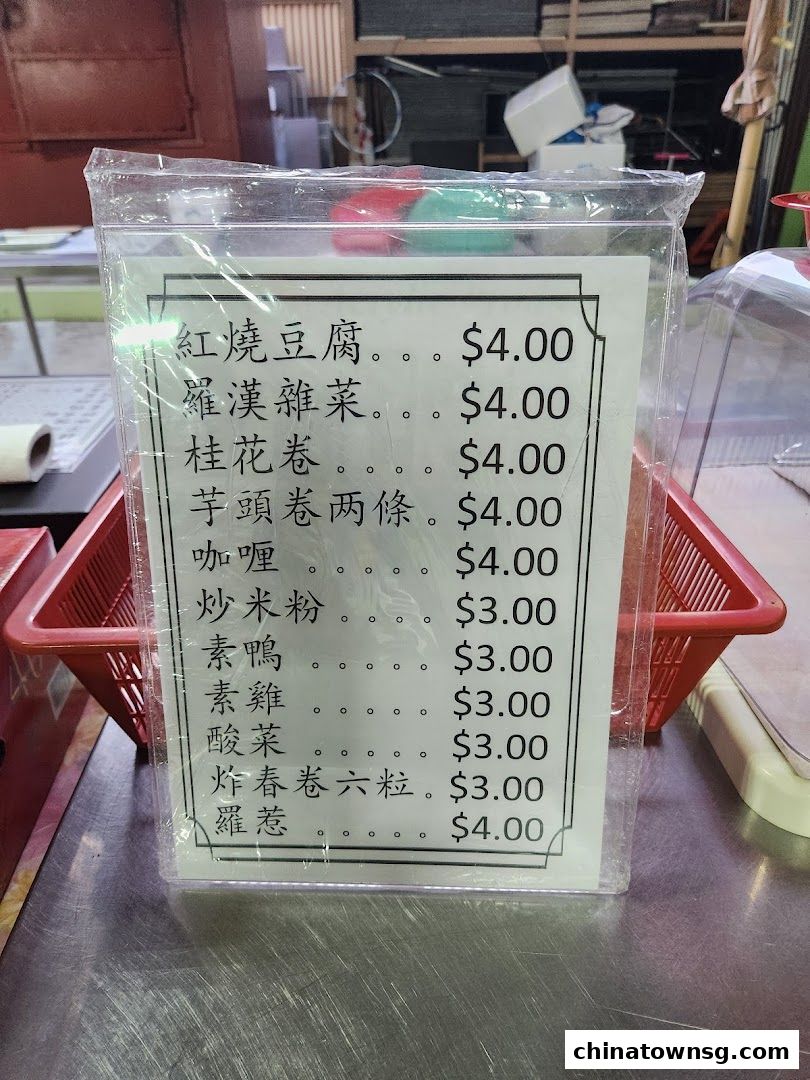 紅燒豆腐。。。$4.00
羅漢雜菜。。。$4.00
桂花卷。。。。$4.00
芋頭卷两條。$4.00
咖喱。。。。。$4.00
炒米粉。。。。$3.00
素鴨。。。。。$3.00
素雞。。。。。$3.00
酸菜。。。。。$3.00
炸春卷六粒。$3.00
羅惹。。。。。$4.00
chinatownsg.com